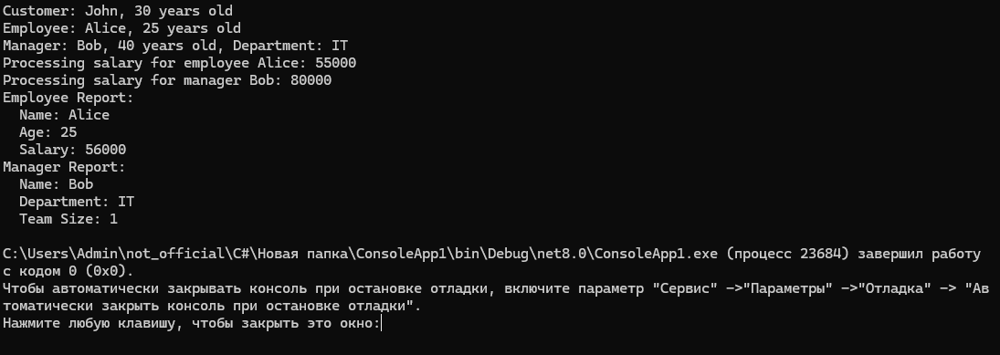 Customer: John, 30 years old
Employee: Alice, 25 years old
Manager: Bob, 40 years old, Department: IT
Processing salary for employee Alice: 55000
Processing salary for manager Bob: 80000
Employee Report:
  Name: Alice
  Age: 25
  Salary: 56000
Manager Report:
  Name: Bob
  Department: IT
  Team Size: 1
C:\Users\Admin\not_official\C#\Новая папка\ConsoleApp1\bin\Debug\net8.0\ConsoleApp1.exe (процесс 23684) завершил работу
с кодом 0 (0x0).
Чтобы автоматически закрывать консоль при остановке отладки, включите параметр "Сервис" ->"Параметры" ->"Отладка" -> "Ав
томатически закрыть консоль при остановке отладки".
Нажмите любую клавишу, чтобы закрыть это окно: